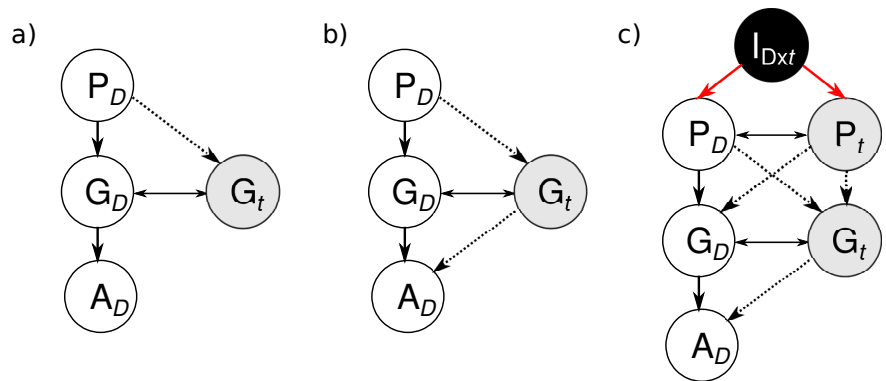 a)
P_D
G_D
G_t
A_D
b)
P_D
G_D
G_t
A_D
c)
I_Dxt
P_D
P_t
G_D
G_t
A_D